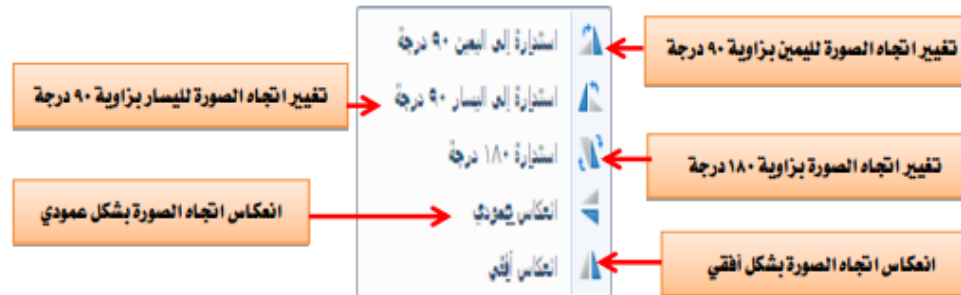 استدارة إلى اليمين ٩٠ درجة
تغيير اتجاه الصورة لليمين بزاوية ٩٠ درجة
استدارة إلى اليسار ٩٠ درجة
تغيير اتجاه الصورة لليسار بزاوية ٩٠ درجة
استدارة ١٨٠ درجة
تغيير اتجاه الصورة بزاوية ١٨٠ درجة
انعكاس عمودي
انعكاس اتجاه الصورة بشكل عمودي
انعكاس أفقي
انعكاس اتجاه الصورة بشكل أفقي